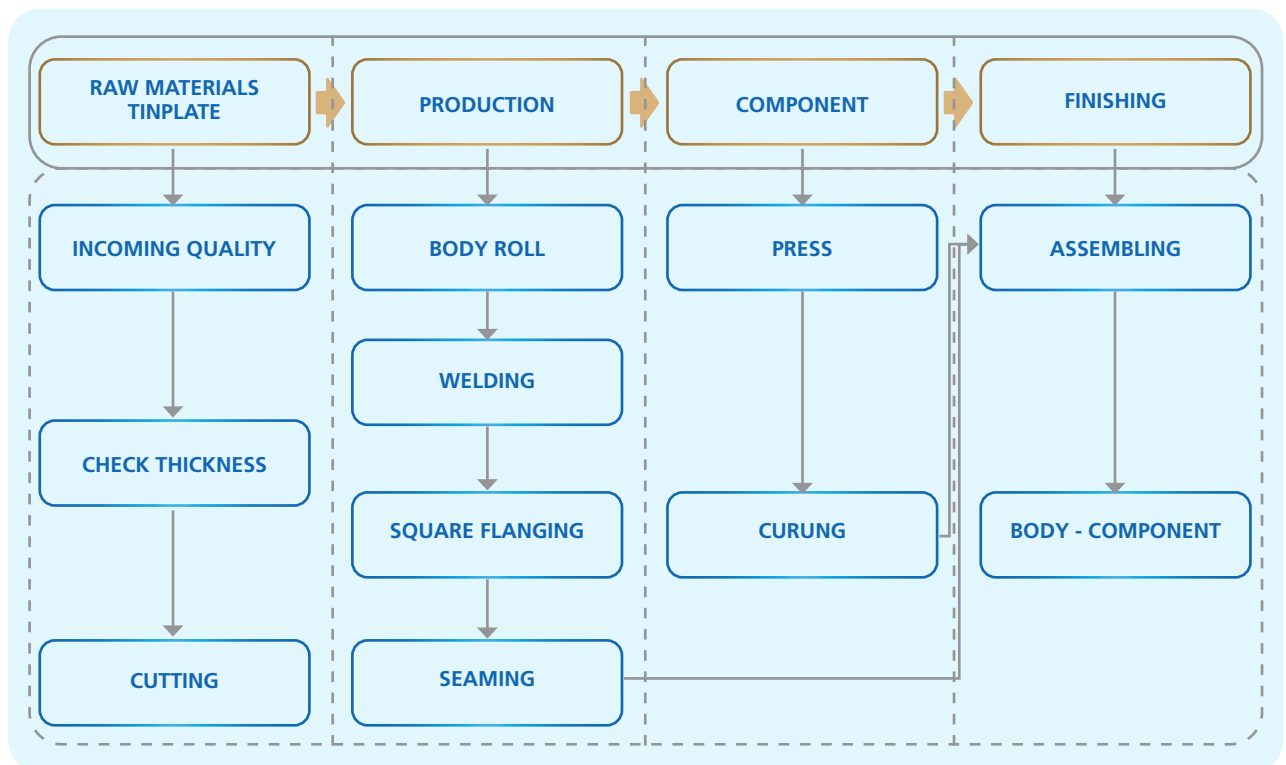 RAW MATERIALS
TINPLATE
PRODUCTION
COMPONENT
FINISHING
INCOMING QUALITY
BODY ROLL
PRESS
ASSEMBLING
WELDING
CHECK THICKNESS
SQUARE FLANGING
CURUNG
BODY - COMPONENT
CUTTING
SEAMING